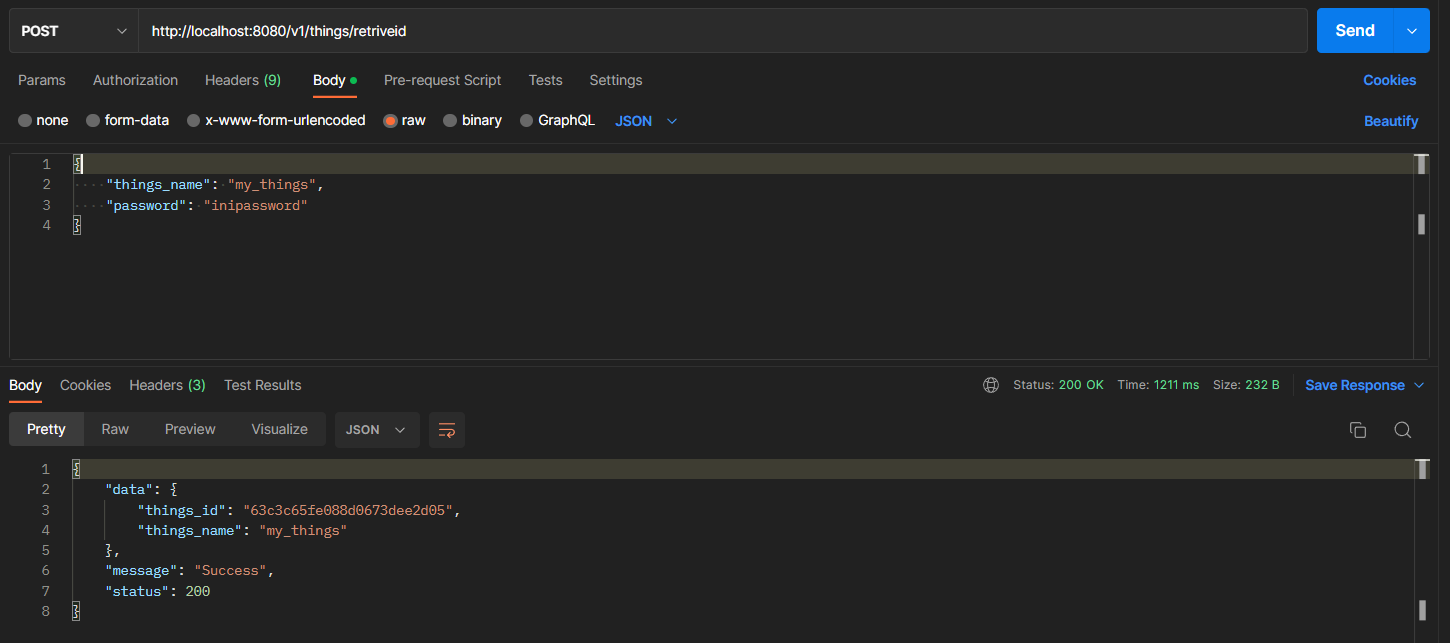 POST http://localhost:8080/v1/things/retriveid Send
Params Authorization Headers (9) Body Pre-request Script Tests Settings Cookies
none form-data x-www-form-urlencoded raw binary GraphQL JSON Beautify
1 {
2 "things_name": "my_things",
3 "password": "inipassword"
4 }
Body Cookies Headers (3) Test Results Status: 200 OK Time: 1211 ms Size: 232 B Save Response
Pretty Raw Preview Visualize JSON
1 {
2 "data": {
3 "things_id": "63c3c65fe088d0673dee2d05",
4 "things_name": "my_things"
5 },
6 "message": "Success",
7 "status": 200
8 }